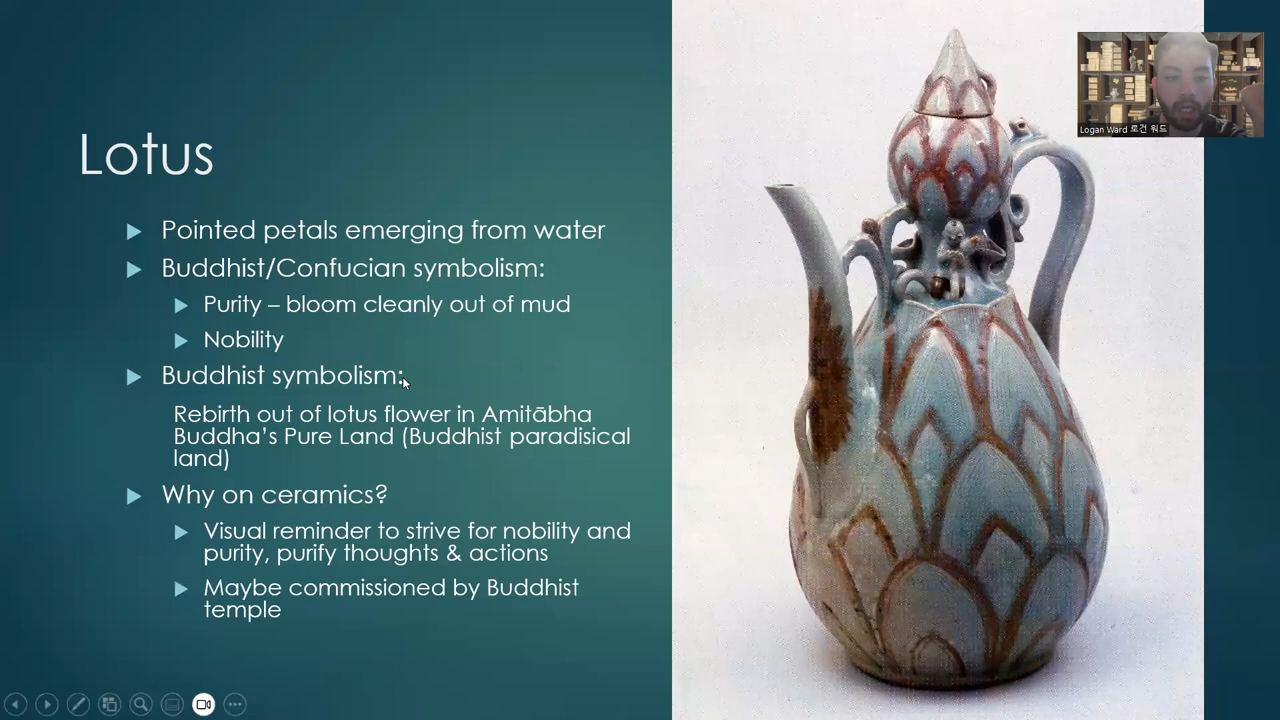 Lotus
Pointed petals emerging from water
Buddhist/Confucian symbolism:
Purity – bloom cleanly out of mud
Nobility
Buddhist symbolism:
Rebirth out of lotus flower in Amitābha
Buddha's Pure Land (Buddhist paradisical
land)
Why on ceramics?
Visual reminder to strive for nobility and
purity, purify thoughts & actions
Maybe commissioned by Buddhist
temple
Logan Ward 로건 워드